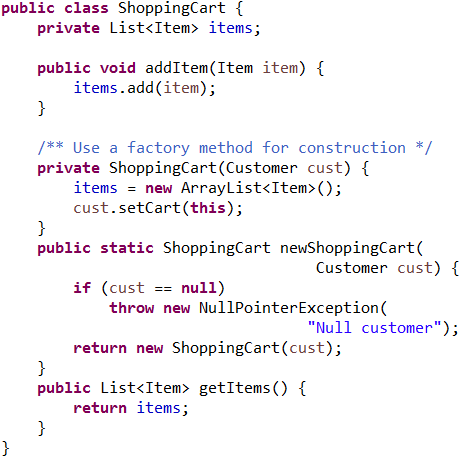 public class ShoppingCart {
    private List<Item> items;

    public void addItem(Item item) {
        items.add(item);
    }

    /** Use a factory method for construction */
    private ShoppingCart(Customer cust) {
        items = new ArrayList<Item>();
        cust.setCart(this);
    }
    public static ShoppingCart newShoppingCart(
                                   Customer cust) {
        if (cust == null)
            throw new NullPointerException(
                                  "Null customer");
        return new ShoppingCart(cust);
    }
    public List<Item> getItems() {
        return items;
    }
}